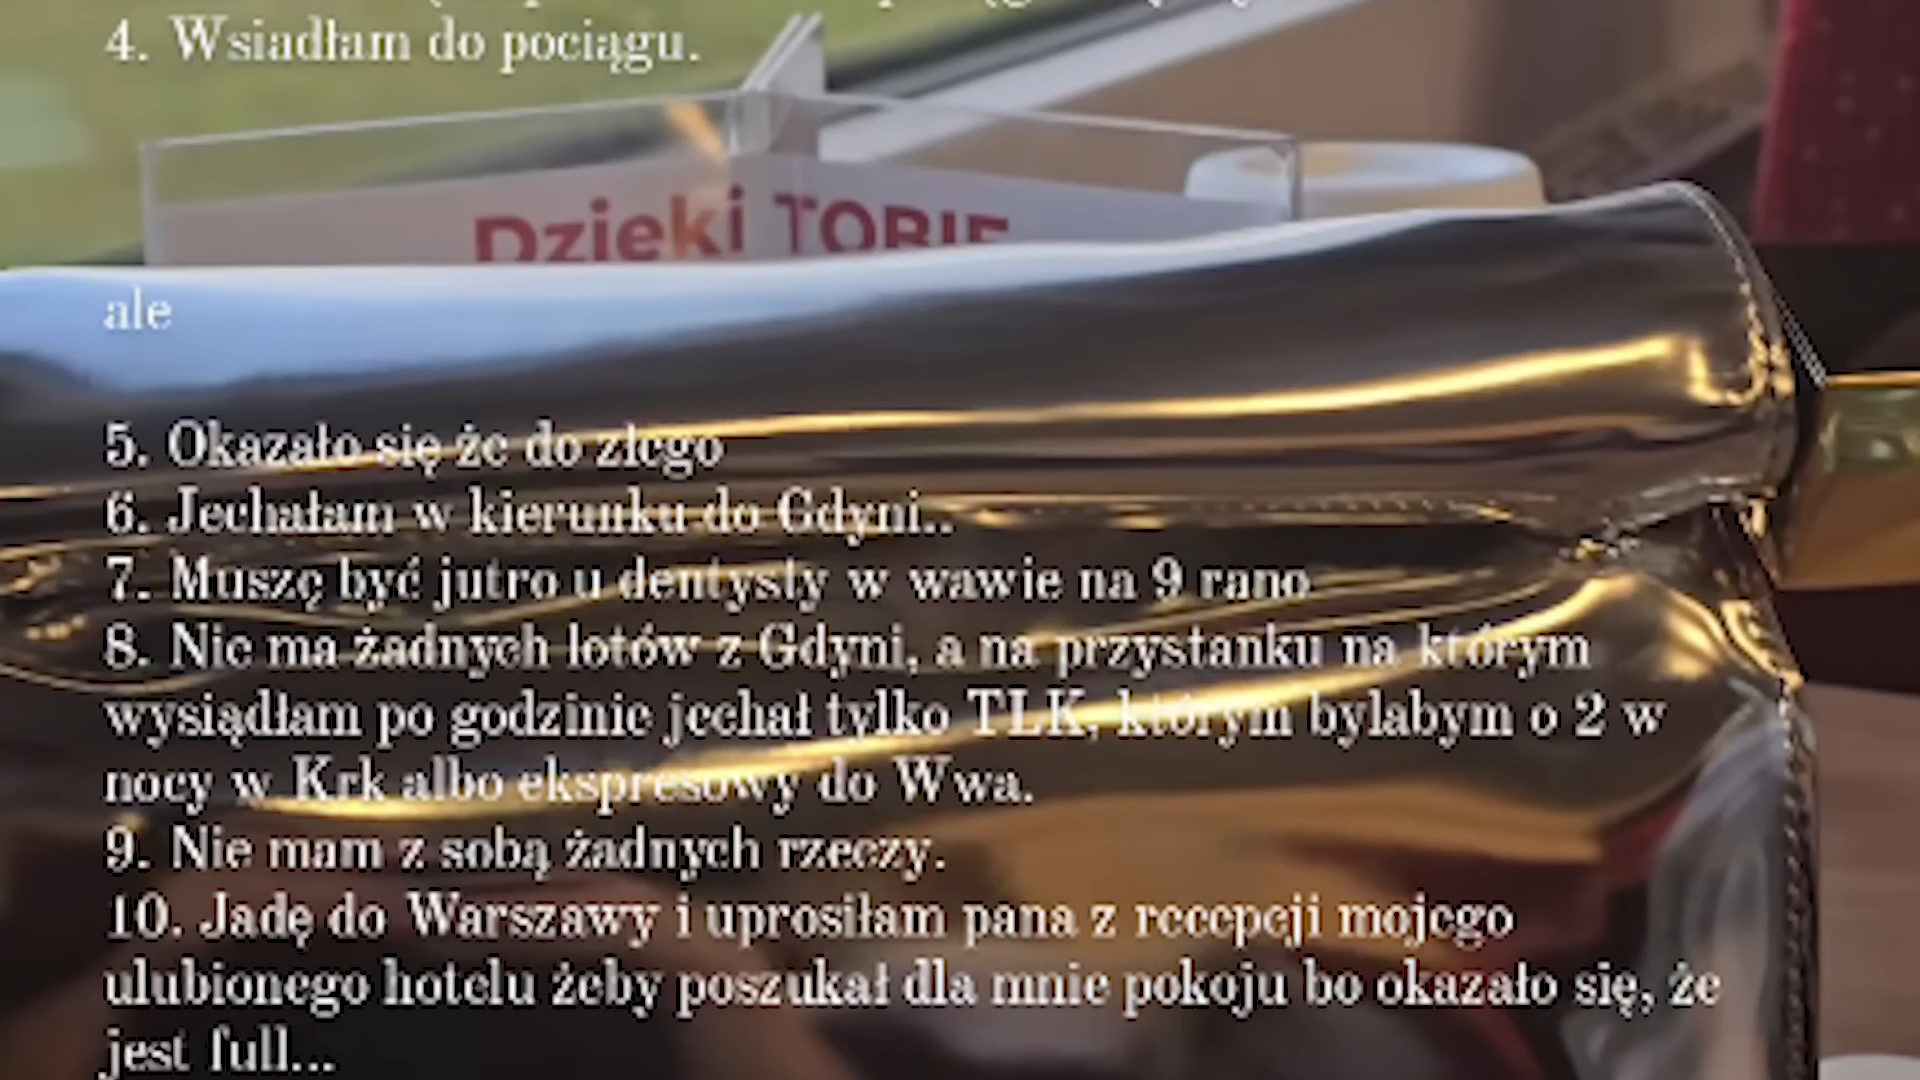 4. Wsiadłam do pociągu.
Dzięki TOBIE
ale
5. Okazało się że do złego
6. Jechałam w kierunku do Gdyni..
7. Muszę być jutro u dentysty w wawie na 9 rano
8. Nie ma żadnych lotów z Gdyni, a na przystanku na którym
wysiądłam po godzinie jechał tylko TLK, którym byłabym o 2 w
nocy w Krk albo ekspresowy do Wwa.
9. Nie mam z sobą żadnych rzeczy.
10. Jadę do Warszawy i uprosiłam pana z recepcji mojego
ulubionego hotelu żeby poszukał dla mnie pokoju bo okazało się, że
jest full...